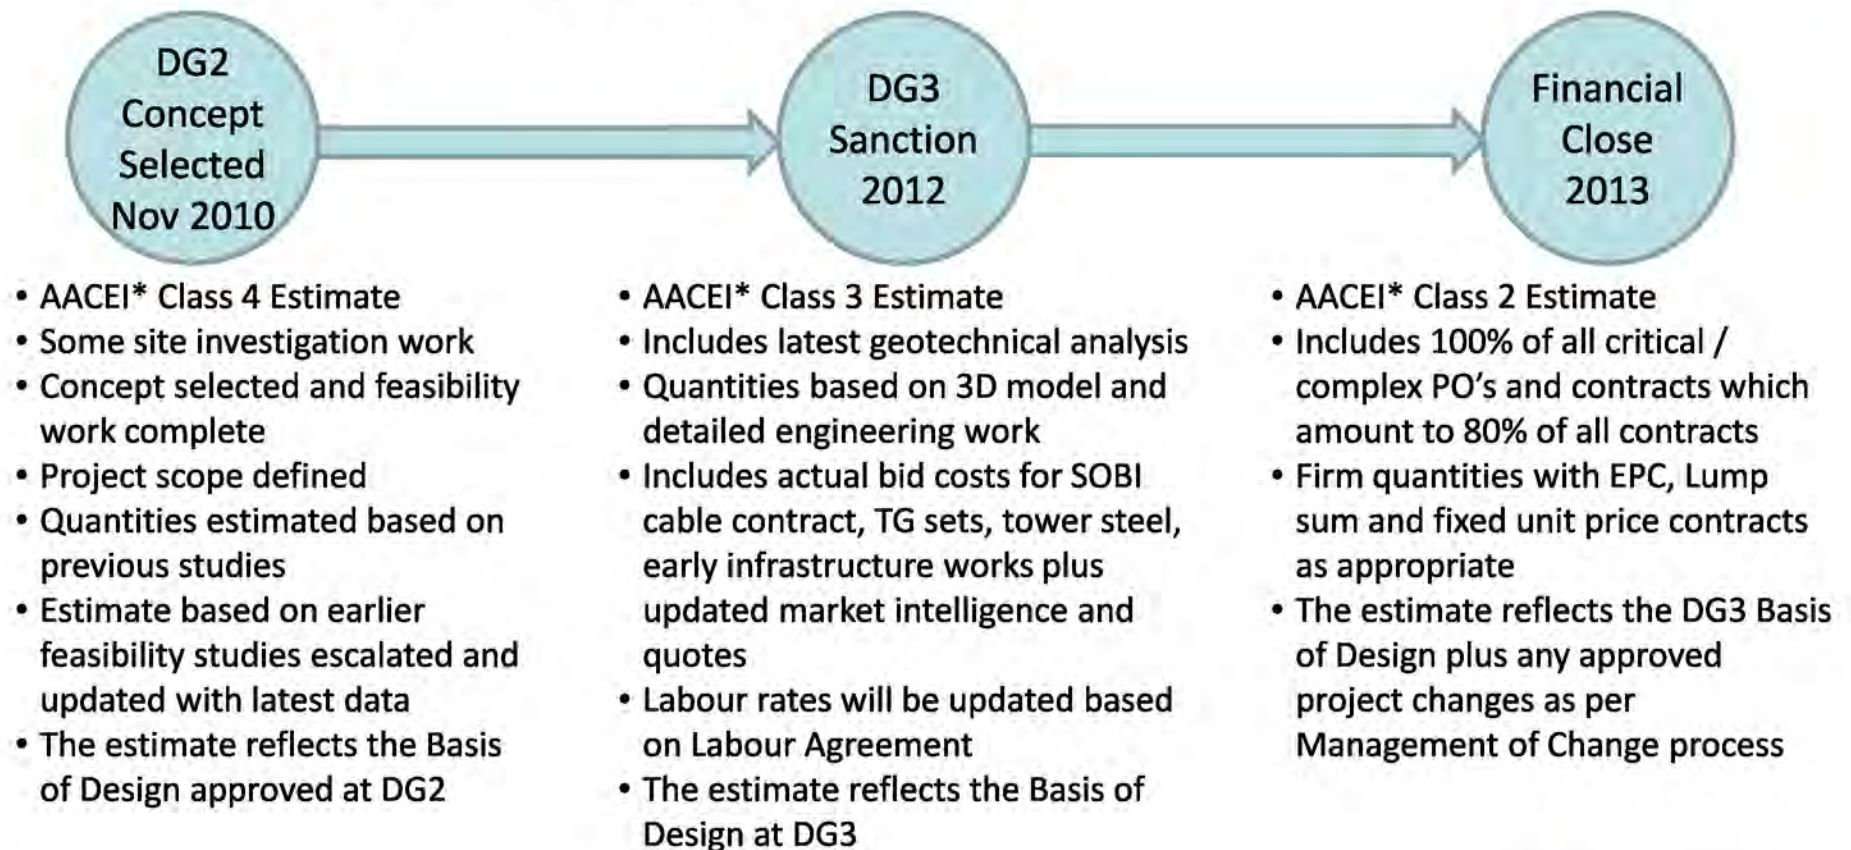 DG2
Concept
Selected
Nov 2010
DG3
Sanction
2012
Financial
Close
2013
• AACEI* Class 4 Estimate
• Some site investigation work
• Concept selected and feasibility
work complete
• Project scope defined
• Quantities estimated based on
previous studies
• Estimate based on earlier
feasibility studies escalated and
updated with latest data
• The estimate reflects the Basis
of Design approved at DG2
• AACEI* Class 3 Estimate
• Includes latest geotechnical analysis
• Quantities based on 3D model and
detailed engineering work
• Includes actual bid costs for SOBI
cable contract, TG sets, tower steel,
early infrastructure works plus
updated market intelligence and
quotes
• Labour rates will be updated based
on Labour Agreement
• The estimate reflects the Basis of
Design at DG3
• AACEI* Class 2 Estimate
• Includes 100% of all critical /
complex PO's and contracts which
amount to 80% of all contracts
• Firm quantities with EPC, Lump
sum and fixed unit price contracts
as appropriate
• The estimate reflects the DG3 Basis
of Design plus any approved
project changes as per
Management of Change process